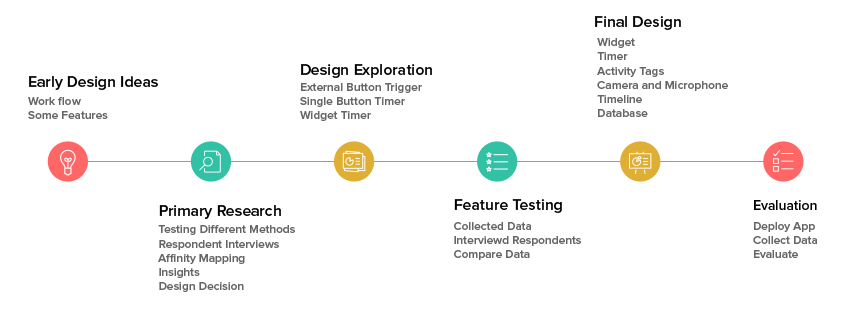 Early Design Ideas
Work flow
Some Features
Primary Research
Testing Different Methods
Respondent Interviews
Affinity Mapping
Insights
Design Decision
Design Exploration
External Button Trigger
Single Button Timer
Widget Timer
Feature Testing
Collected Data
Interviewd Respondents
Compare Data
Final Design
Widget
Timer
Activity Tags
Camera and Microphone
Timeline
Database
Evaluation
Deploy App
Collect Data
Evaluate